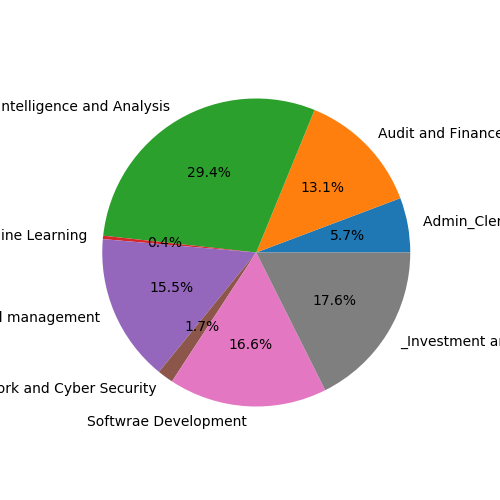 ntelligence and Analysis
Audit and Finance
29.4%
13.1%
Admin_Cler
5.7%
ine Learning
0.4%
15.5%
17.6%
management
_Investment a
1.7%
16.6%
ork and Cyber Security
Softwrae Development